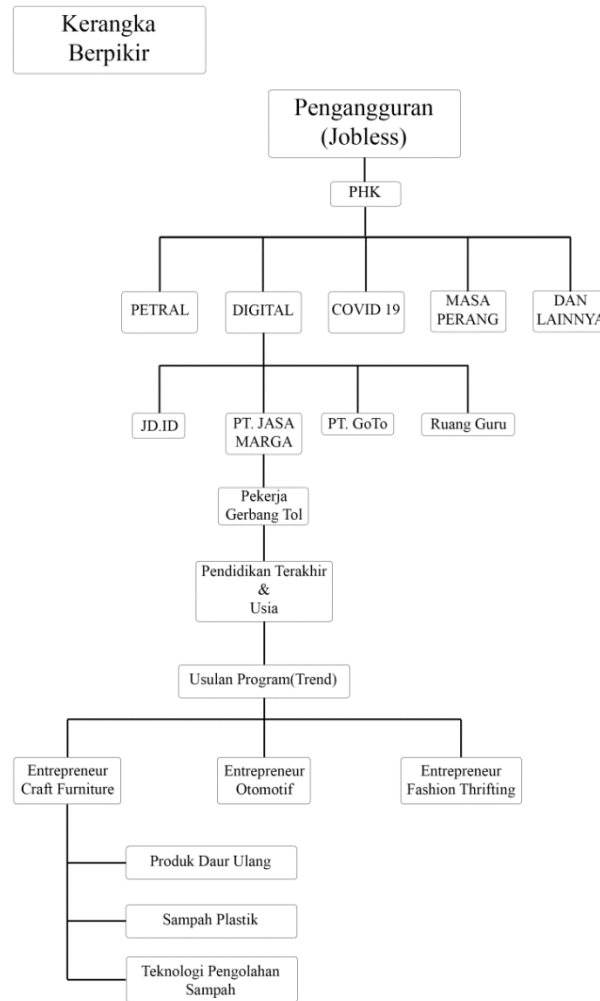 Kerangka
Berpikir
Pengangguran
(Jobless)
PHK
PETRAL
DIGITAL
COVID 19
MASA
PERANG
DAN
LAINNYA
JD.ID
PT. JASA
MARGA
PT. GoTo
Ruang Guru
Pekerja
Gerbang Tol
Pendidikan Terakhir
&
Usia
Usulan Program(Trend)
Entrepreneur
Craft Furniture
Entrepreneur
Otomotif
Entrepreneur
Fashion Thrifting
Produk Daur Ulang
Sampah Plastik
Teknologi Pengolahan
Sampah